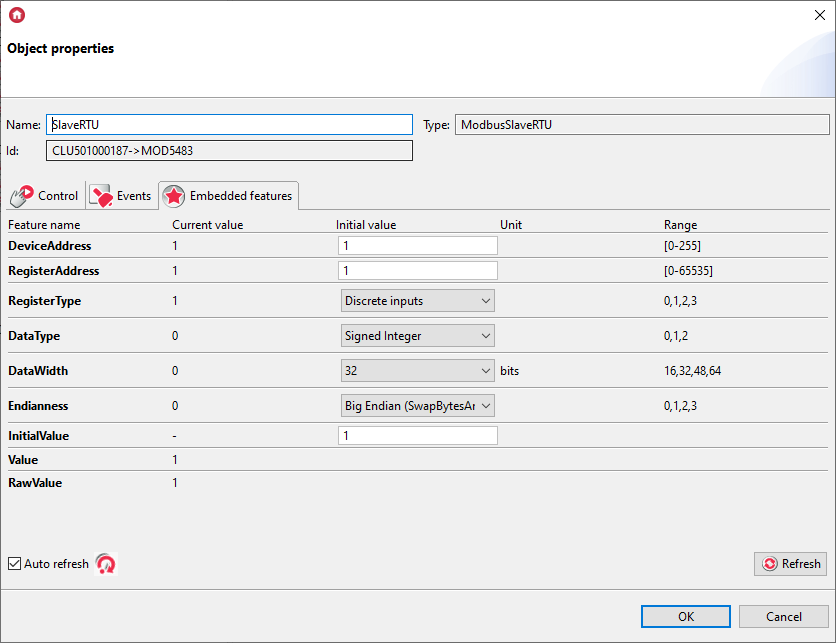 Object properties
Name: SlaveRTU Type: ModbusSlaveRTU
Id: CLU501000187->MOD5483
Control Events Embedded features
Feature name Current value Initial value Unit Range
DeviceAddress 1 1 [0-255]
RegisterAddress 1 1 [0-65535]
RegisterType 1 Discrete inputs 0,1,2,3
DataType 0 Signed Integer 0,1,2
DataWidth 0 32 bits 16,32,48,64
Endianness 0 Big Endian (SwapBytesAr 0,1,2,3
InitialValue - 1
Value 1
RawValue 1
Auto refresh Refresh
OK Cancel